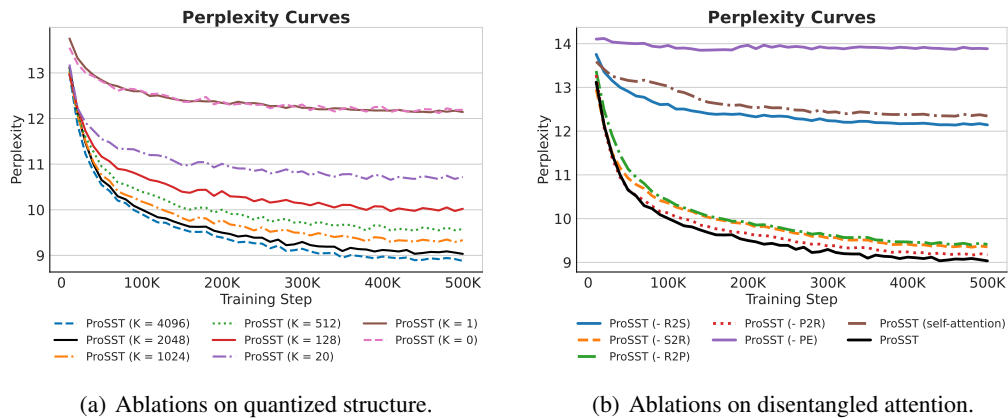 Perplexity Curves
Perplexity
13
12
11
10
9
0 100K 200K 300K 400K 500K
Training Step
ProSST (K = 4096) ProSST (K = 512) ProSST (K = 1)
ProSST (K = 2048) ProSST (K = 128) ProSST (K = 0)
ProSST (K = 1024) ProSST (K = 20)
(a) Ablations on quantized structure.
Perplexity Curves
Perplexity
14
13
12
11
10
9
0 100K 200K 300K 400K 500K
Training Step
ProSST (- R2S) ProSST (- P2R) ProSST (self-attention)
ProSST (- S2R) ProSST (- PE) ProSST
ProSST (- R2P)
(b) Ablations on disentangled attention.